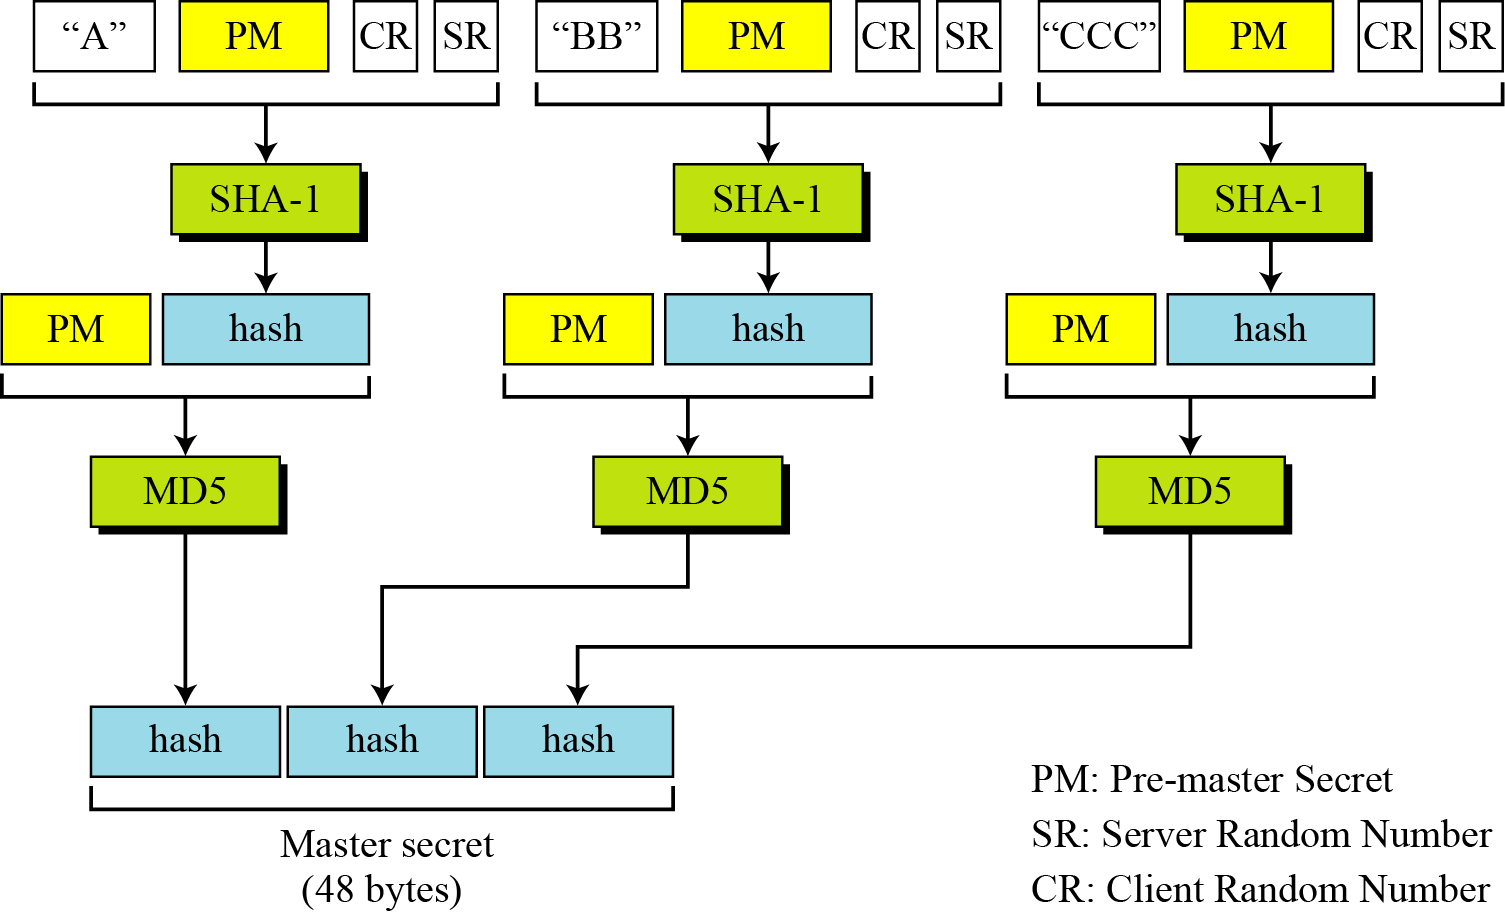 “A” PM CR SR “BB” PM CR SR “CCC” PM CR SR
SHA-1 SHA-1 SHA-1
PM hash PM hash PM hash
MD5 MD5 MD5
hash hash hash
Master secret
(48 bytes)
PM: Pre-master Secret
SR: Server Random Number
CR: Client Random Number